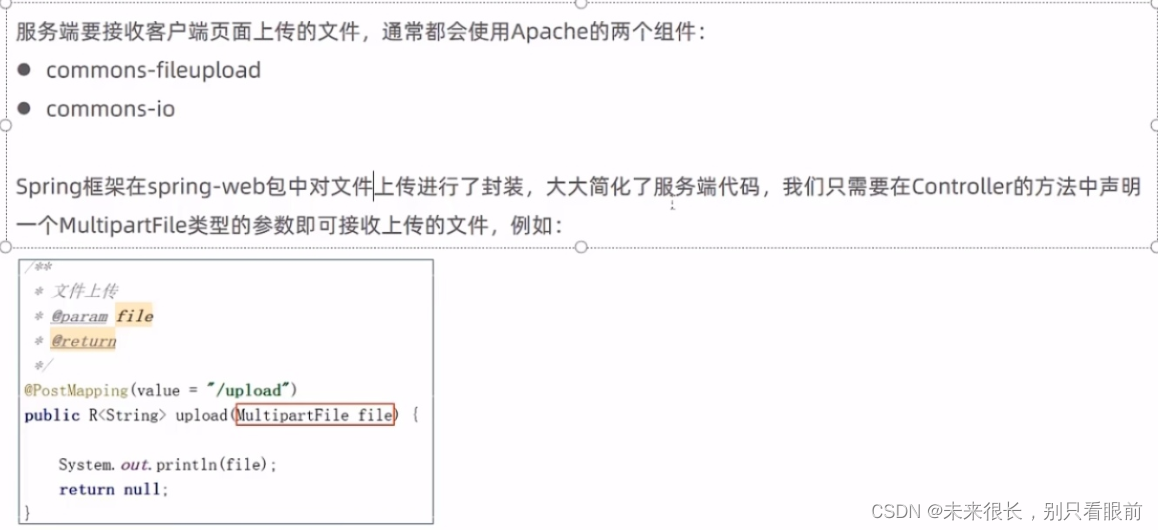 服务端要接收客户端页面上传的文件，通常都会使用Apache的两个组件：
● commons-fileupload
● commons-io
Spring框架在spring-web包中对文件上传进行了封装，大大简化了服务端代码，我们只需要在Controller的方法中声明
一个MultipartFile类型的参数即可接收上传的文件，例如：
/**
* 文件上传
* @param file
* @return
*/
@PostMapping(value = "/upload")
public R<String> upload(MultipartFile file) {
System.out.println(file);
return null;
}
CSDN @未来很长，别只看眼前